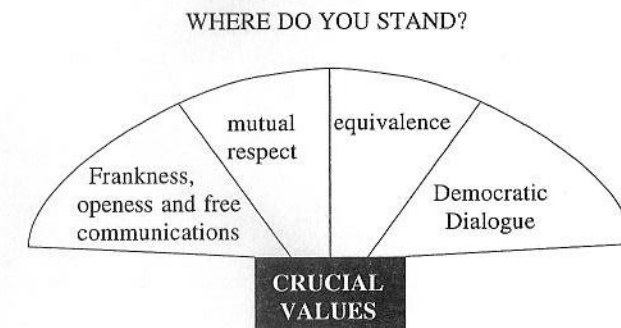 WHERE DO YOU STAND?
Frankness,
openess and free
communications
mutual
respect
equivalence
Democratic
Dialogue
CRUCIAL
VALUES